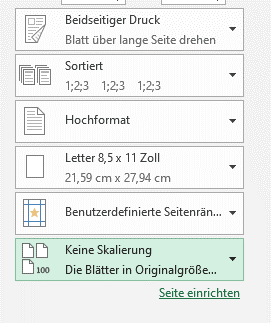 Beidseitiger Druck
Blatt über lange Seite drehen
Sortiert
1;2;3 1;2;3 1;2;3
Hochformat
Letter 8,5 x 11 Zoll
21,59 cm x 27,94 cm
Benutzerdefinierte Seitenrän...
Keine Skalierung
Die Blätter in Originalgröße...
100
Seite einrichten